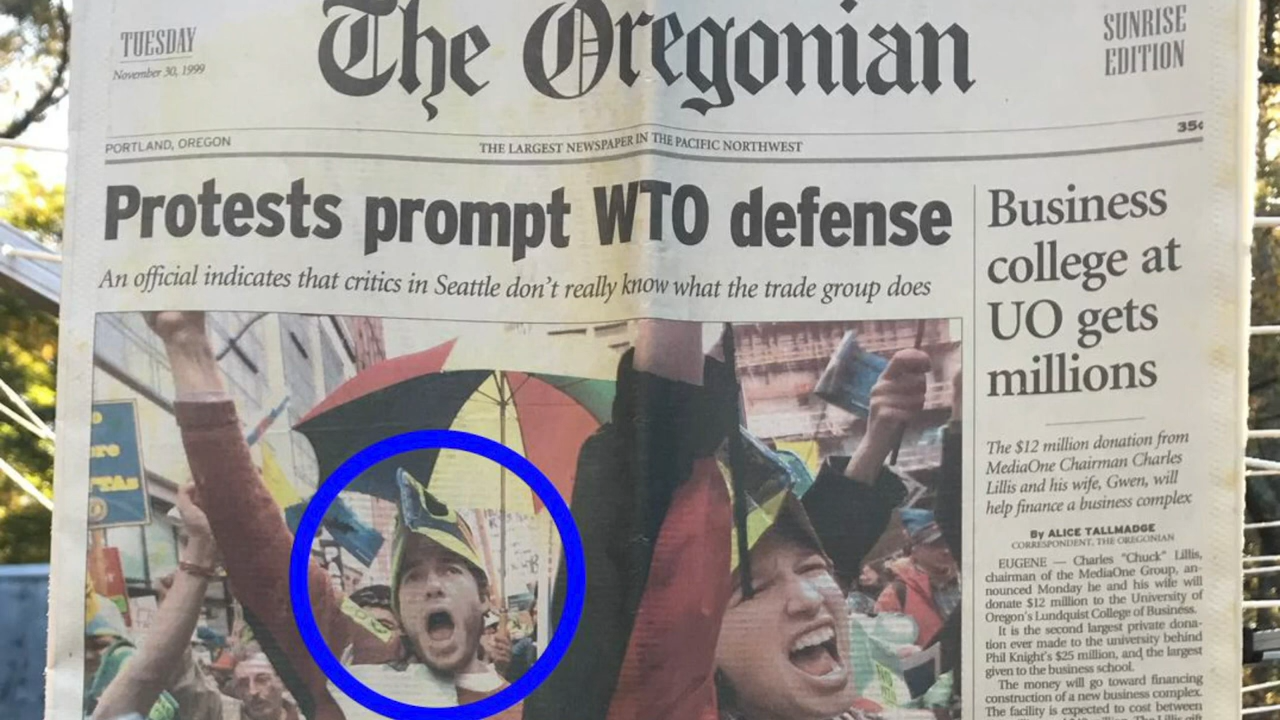 TUESDAY
November 30, 1999
The Oregonian
SUNRISE
EDITION
PORTLAND, OREGON
THE LARGEST NEWSPAPER IN THE PACIFIC NORTHWEST
35¢
Protests prompt WTO defense
An official indicates that critics in Seattle don't really know what the trade group does
Business
college at
UO gets
millions
The $12 million donation from
MediaOne Chairman Charles
Lillis and his wife, Gwen, will
help finance a business complex
By ALICE TALLMADGE
CORRESPONDENT, THE OREGONIAN
EUGENE — Charles "Chuck" Lillis,
chairman of the MediaOne Group, an-
nounced Monday he and his wife will
donate $12 million to the University of
Oregon's Lundquist College of Business.
It is the second largest private dona-
tion ever made to the university behind
Phil Knight's $25 million, and the largest
given to the business school.
The money will go toward financing
construction of a new business complex.
The facility is expected to cost between